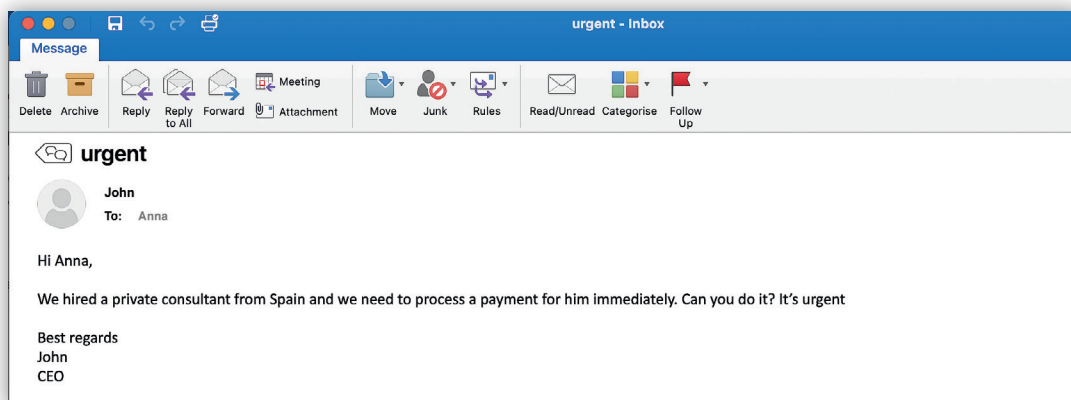 urgent - Inbox
Message
Delete Archive Reply Reply to All Forward Meeting Attachment Move Junk Rules Read/Unread Categorise Follow Up
urgent
John
To: Anna
Hi Anna,
We hired a private consultant from Spain and we need to process a payment for him immediately. Can you do it? It’s urgent
Best regards
John
CEO